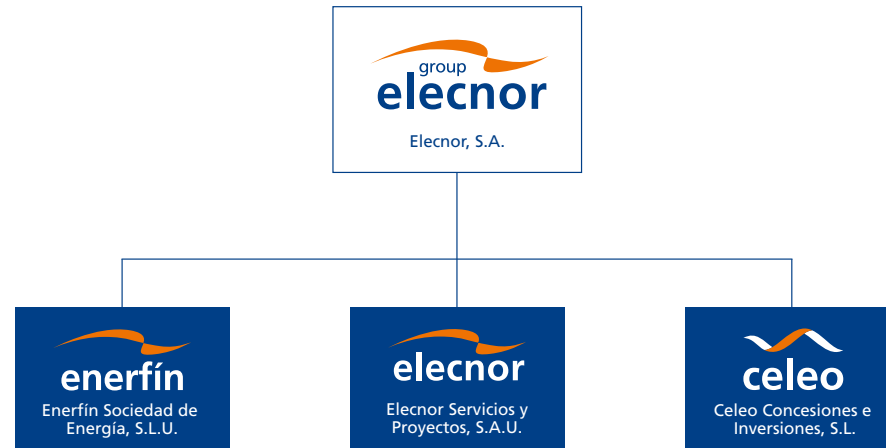 group
elecnor
Elecnor, S.A.
enerfín
Enerfín Sociedad de
Energía, S.L.U.
elecnor
Elecnor Servicios y
Proyectos, S.A.U.
celeo
Celeo Concesiones e
Inversiones, S.L.